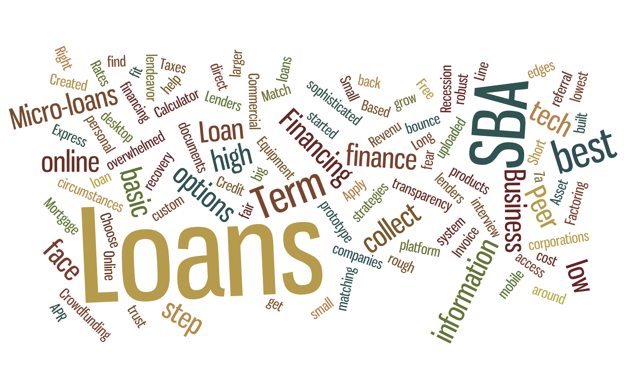 Right
Created
Rates
find
fit
lendeavor
Taxes
help
financing
Calculator
direct
larger
Lenders
Commercial
Match
loans
Micro-loans
Express
personal
desktop
online
overwhelmed
documents
Loan
high
recovery
basic
loan
circumstances
custom
options
Credit
fair
big
Equipment
Term
Financing
started
sophisticated
Small
back
Based
grow
Free
Revenu
bounce
finance
Long
fear
uploaded
Recession
robust
Line
SBA
edges
referral
lowest
tech
built
best
Short
7a
Peer
Asset
Factoring
Business
products
lenders
transparency
Apply
strategies
collect
prototype
companies
platform
rough
system
Invoice
interview
information
corporations
cost
access
low
mobile
around
Mortgage
face
Choose
Online
Loans
Crowdfunding
APR
trust
step
get
small
matching